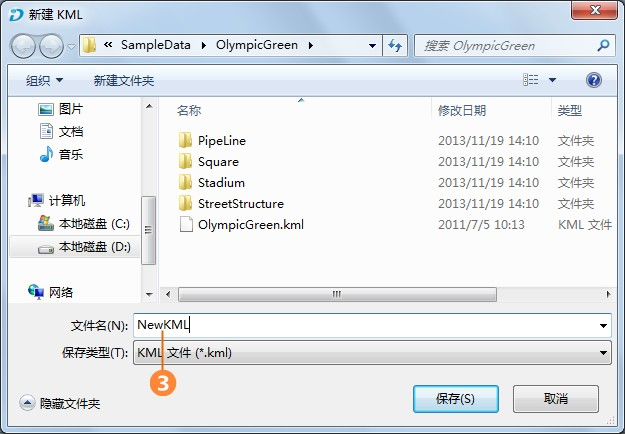 新建 KML
« SampleData › OlympicGreen ›
搜索 OlympicGreen
组织 新建文件夹
图片
文档
音乐
计算机
本地磁盘 (C:)
本地磁盘 (D:)
网络
名称 修改日期 类型
PipeLine 2013/11/19 14:10 文件夹
Square 2013/11/19 14:10 文件夹
Stadium 2013/11/19 14:10 文件夹
StreetStructure 2013/11/19 14:10 文件夹
OlympicGreen.kml 2011/7/5 10:13 KML 文件
文件名(N): NewKML
保存类型(T): KML 文件 (*.kml)
3
隐藏文件夹 保存(S) 取消